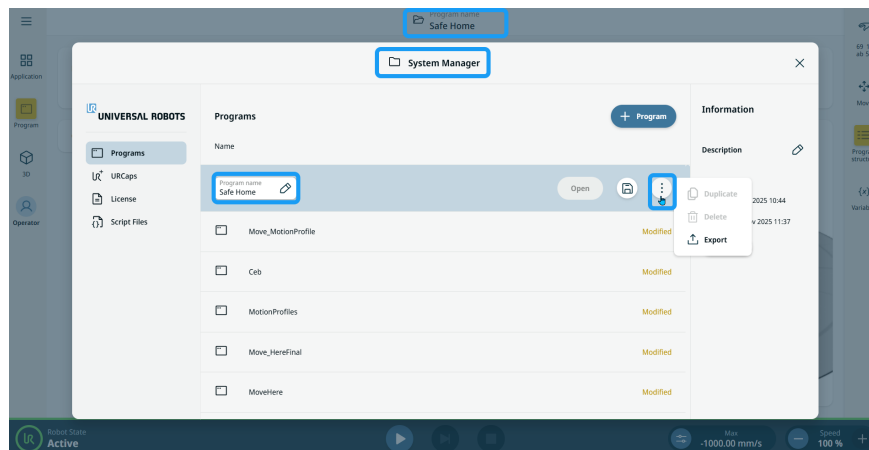 Program name
Safe Home
System Manager
Application
Program
3D
Operator
UR
UNIVERSAL ROBOTS
Programs
URCaps
License
Script Files
Programs
+ Program
Name
Program name
Safe Home
Open
Move_MotionProfile
Modified
Ceb
Modified
MotionProfiles
Modified
Move_HereFinal
Modified
MoveHere
Modified
Information
Description
Duplicate
2025 10:44
Delete
2025 11:37
Export
Move
Robot State
Active
Max
-1000.00 mm/s
Speed
100 %